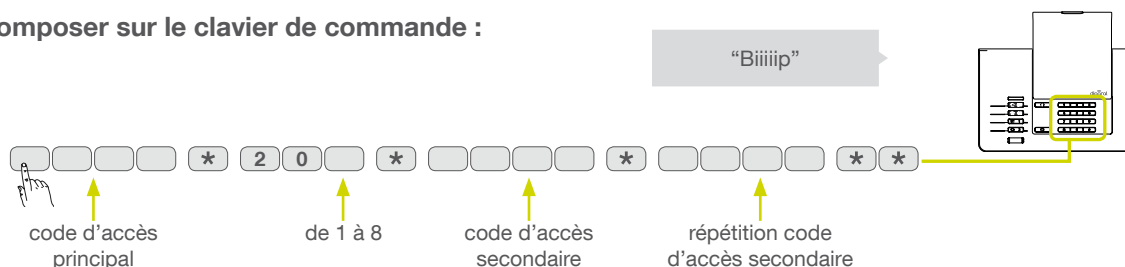 omposer sur le clavier de commande :
“Biiiiip”
* 2 0 * * * *
code d’accès
principal
de 1 à 8
code d’accès
secondaire
répétition code
d’accès secondaire